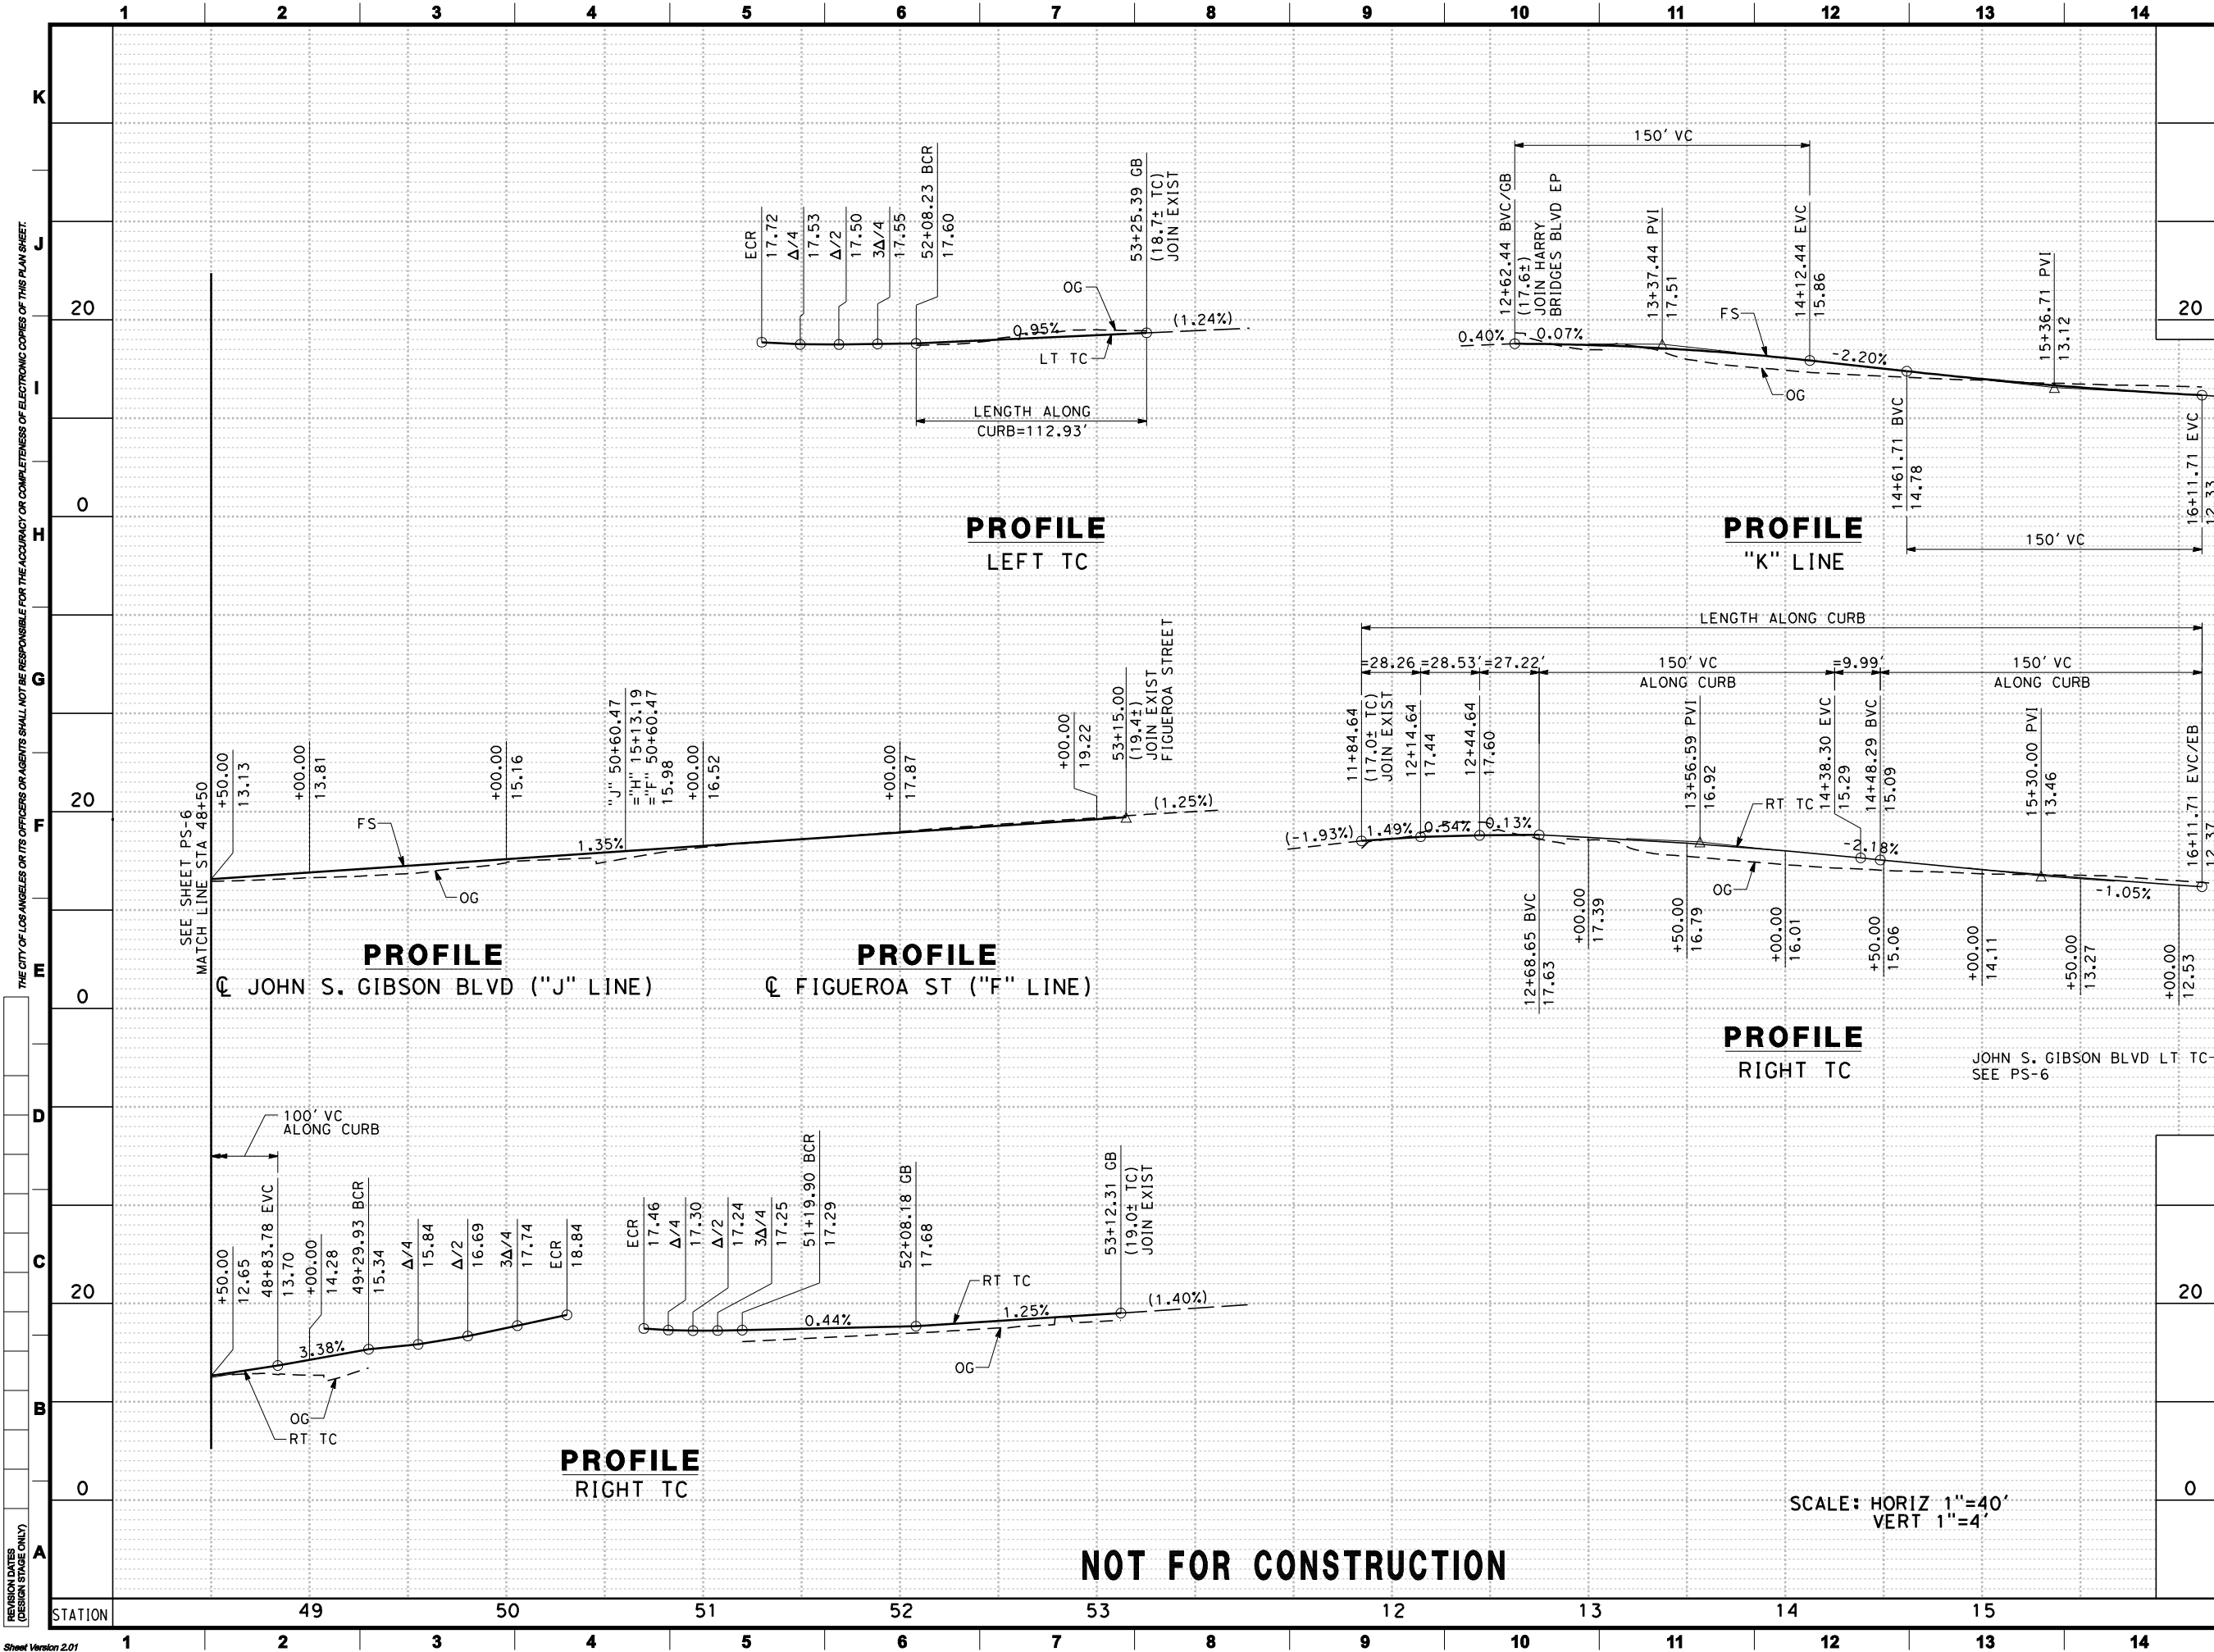 1 2 3 4 5 6 7 8 9 10 11 12 13 14
K
J
I
H
G
F
E
D
C
B
A
THE CITY OF LOS ANGELES OR ITS OFFICERS OR AGENTS SHALL NOT BE RESPONSIBLE FOR THE ACCURACY OR COMPLETENESS OF ELECTRONIC COPIES OF THIS PLAN SHEET.
REVISION DATES
(DESIGN STAGE ONLY)
20
0
ECR
17.72
Δ/4
17.53
Δ/2
17.50
3Δ/4
17.55
52+08.23 BCR
17.60
53+25.39 GB
(18.7± TC)
JOIN EXIST
OG
0.95%
(1.24%)
LT TC
LENGTH ALONG
CURB=112.93'
PROFILE
LEFT TC
150' VC
12+62.44 BVC/GB
(17.6±)
JOIN HARRY
BRIDGES BLVD EP
13+37.44 PVI
17.51
14+12.44 EVC
15.86
15+36.71 PVI
13.12
0.40%
-0.07%
FS
-2.20%
OG
14+61.71 BVC
14.78
16+11.71 EVC
12.33
150' VC
20
PROFILE
"K" LINE
SEE SHEET PS-6
MATCH LINE STA 48+50
20
0
+50.00
13.13
+00.00
13.81
+00.00
15.16
"J" 50+60.47
="H" 15+13.19
="F" 50+60.47
15.98
+00.00
16.52
+00.00
17.87
+00.00
19.22
53+15.00
(19.4±)
JOIN EXIST
FIGUEROA STREET
FS
1.35%
OG
(1.25%)
PROFILE
℄ JOHN S. GIBSON BLVD ("J" LINE)
PROFILE
℄ FIGUEROA ST ("F" LINE)
LENGTH ALONG CURB
=28.26 =28.53' =27.22'
150' VC
ALONG CURB
=9.99'
150' VC
ALONG CURB
11+84.64
(17.0± TC)
JOIN EXIST
12+14.64
17.44
12+44.64
17.60
13+56.59 PVI
16.92
14+38.30 EVC
15.29
14+48.29 BVC
15.09
15+30.00 PVI
13.46
16+11.71 EVC/EB
12.37
(-1.93%)
1.49%
0.54%
0.13%
RT TC
-2.18%
OG
-1.05%
12+68.65 BVC
17.63
+00.00
17.39
+50.00
16.79
+00.00
16.01
+50.00
15.06
+00.00
14.11
+50.00
13.27
+00.00
12.53
PROFILE
RIGHT TC
JOHN S. GIBSON BLVD LT TC
SEE PS-6
100' VC
ALONG CURB
20
0
+50.00
12.65
48+83.78 EVC
13.70
+00.00
14.28
49+29.93 BCR
15.34
Δ/4
15.84
Δ/2
16.69
3Δ/4
17.74
ECR
18.84
3.38%
OG
RT TC
ECR
17.46
Δ/4
17.30
Δ/2
17.24
3Δ/4
17.25
51+19.90 BCR
17.29
52+08.18 GB
17.68
53+12.31 GB
(19.0± TC)
JOIN EXIST
0.44%
RT TC
1.25%
(1.40%)
OG
PROFILE
RIGHT TC
20
0
SCALE: HORIZ 1"=40'
VERT 1"=4'
NOT FOR CONSTRUCTION
STATION 49 50 51 52 53 12 13 14 15
1 2 3 4 5 6 7 8 9 10 11 12 13 14
Sheet Version 2.01